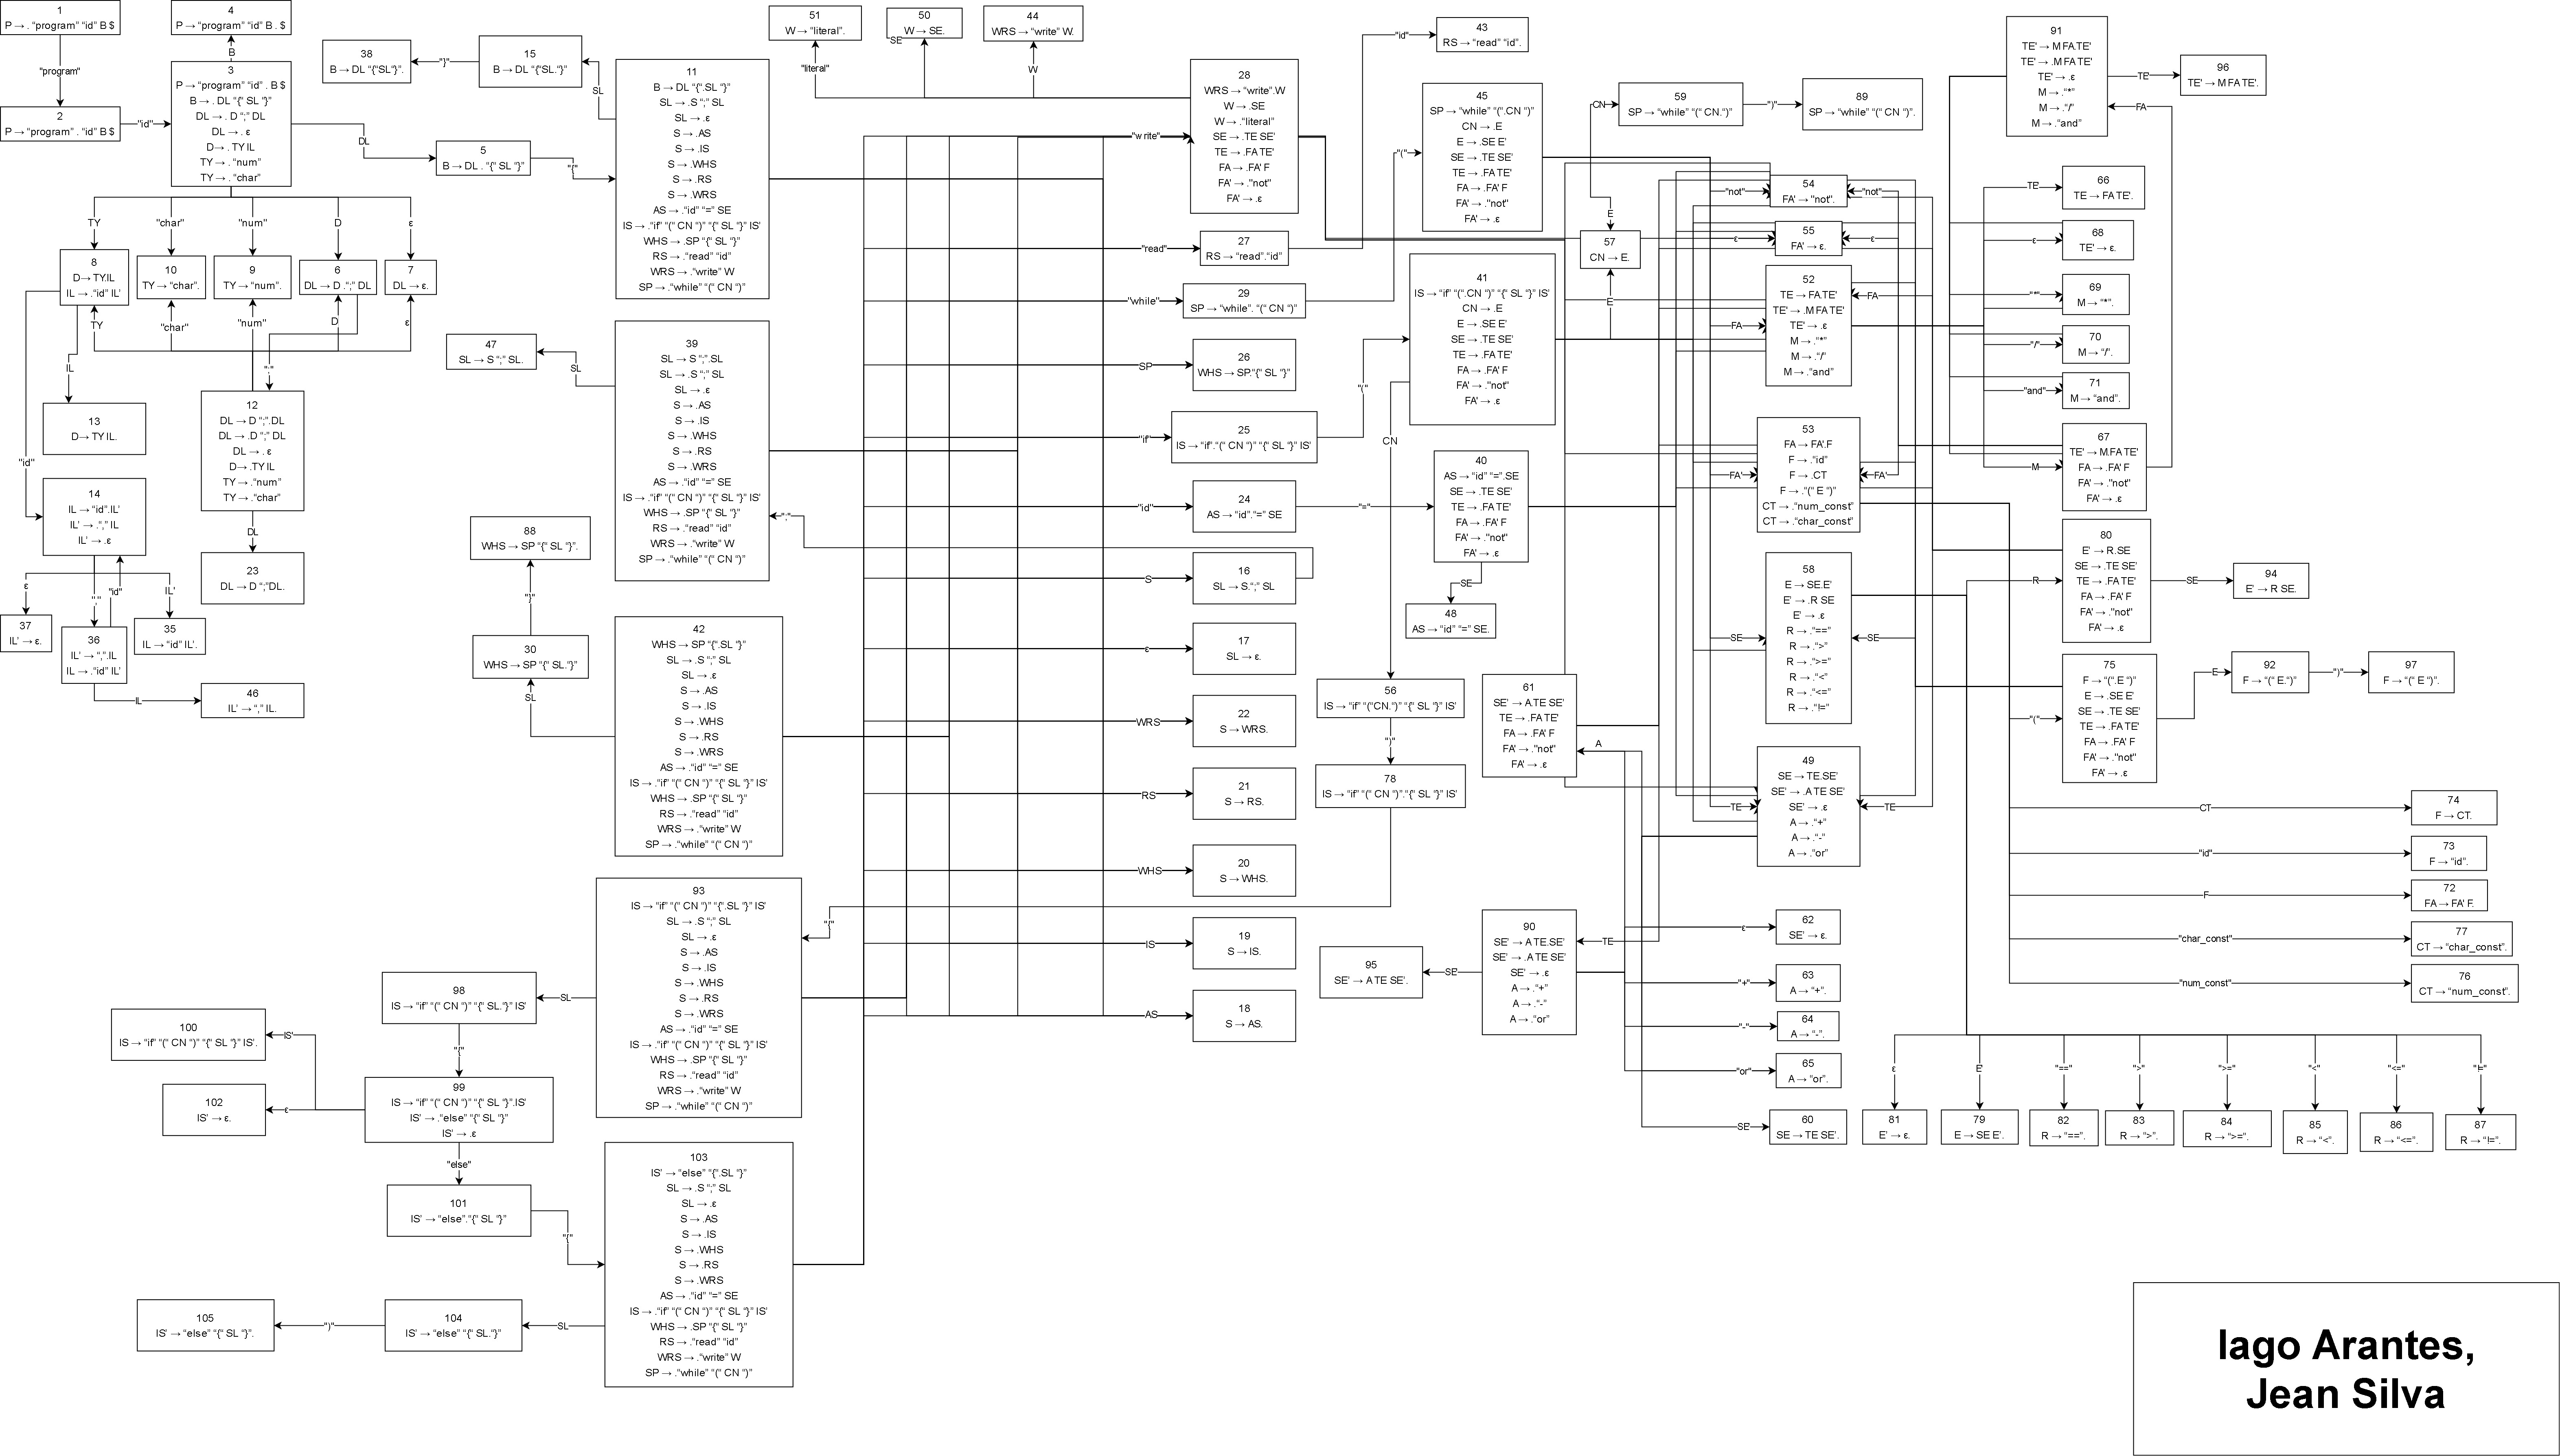 1
P → . “program” “id” B $
"program"
2
P → “program” . “id” B $
"id"
4
P → “program” “id” B . $
B
3
P → “program” “id” . B $
B → . DL “{“ SL “}”
DL → . D “;” DL
DL → . ε
D → . TY IL
TY → . “num”
TY → . “char”
DL
5
B → DL . “{“ SL “}”
"{"
TY
"char"
"num"
D
ε
8
D → TY.IL
IL → .“id” IL’
10
TY → “char”.
9
TY → “num”.
6
DL → D .“;” DL
7
DL → ε.
TY
"char"
"num"
D
ε
IL
";"
13
D → TY IL.
"id"
12
DL → D “;”.DL
DL → .D “;” DL
DL → . ε
D → .TY IL
TY → .“num”
TY → .“char”
DL
23
DL → D “;”DL.
14
IL → “id”.IL’
IL’ → .“,” IL
IL’ → .ε
ε
","
"id"
IL'
37
IL’ → ε.
36
IL’ → “,”.IL
IL → .“id” IL’
35
IL → “id” IL’.
IL
46
IL’ → “,” IL.
38
B → DL “{“SL“}”.
"}"
15
B → DL “{“SL.“}”
SL
11
B → DL “{“.SL “}”
SL → .S “;” SL
SL → .ε
S → .AS
S → .IS
S → .WHS
S → .RS
S → .WRS
AS → .“id” “=” SE
IS → .“if” “(“ CN “)” “{“ SL “}” IS’
WHS → .SP “{“ SL “}”
RS → .“read” “id”
WRS → .“write” W
SP → .“while” “(“ CN “)”
47
SL → S “;” SL.
SL
39
SL → S “;”.SL
SL → .S “;” SL
SL → .ε
S → .AS
S → .IS
S → .WHS
S → .RS
S → .WRS
AS → .“id” “=” SE
IS → .“if” “(“ CN “)” “{“ SL “}” IS’
WHS → .SP “{“ SL “}”
RS → .“read” “id”
WRS → .“write” W
SP → .“while” “(“ CN “)”
";"
88
WHS → SP “{“ SL “}”.
"}"
30
WHS → SP “{“ SL.“}”
SL
42
WHS → SP “{“.SL “}”
SL → .S “;” SL
SL → .ε
S → .AS
S → .IS
S → .WHS
S → .RS
S → .WRS
AS → .“id” “=” SE
IS → .“if” “(“ CN “)” “{“ SL “}” IS’
WHS → .SP “{“ SL “}”
RS → .“read” “id”
WRS → .“write” W
SP → .“while” “(“ CN “)”
93
IS → “if” “(“ CN “)” “{“.SL “}” IS’
SL → .S “;” SL
SL → .ε
S → .AS
S → .IS
S → .WHS
S → .RS
S → .WRS
AS → .“id” “=” SE
IS → .“if” “(“ CN “)” “{“ SL “}” IS’
WHS → .SP “{“ SL “}”
RS → .“read” “id”
WRS → .“write” W
SP → .“while” “(“ CN “)”
"{"
SL
98
IS → “if” “(“ CN “)” “{“ SL.“}” IS’
"{"
100
IS → “if” “(“ CN “)” “{“ SL “}” IS’.
IS'
102
IS’ → ε.
ε
99
IS → “if” “(“ CN “)” “{“ SL “}”.IS’
IS’ → .“else” “{“ SL “}”
IS’ → .ε
"else"
101
IS’ → “else”.“{“ SL “}”
"{"
103
IS’ → “else” “{“.SL “}”
SL → .S “;” SL
SL → .ε
S → .AS
S → .IS
S → .WHS
S → .RS
S → .WRS
AS → .“id” “=” SE
IS → .“if” “(“ CN “)” “{“ SL “}” IS’
WHS → .SP “{“ SL “}”
RS → .“read” “id”
WRS → .“write” W
SP → .“while” “(“ CN “)”
SL
104
IS’ → “else” “{“ SL.“}”
"}"
105
IS’ → “else” “{“ SL “}”.
51
W → “literal”.
"literal"
50
W → SE.
SE
44
WRS → “write” W.
W
28
WRS → “write”.W
W → .SE
W → .“literal”
SE → .TE SE’
TE → .FA TE’
FA → .FA’ F
FA’ → ."not"
FA’ → .ε
"write"
"read"
27
RS → “read”.“id”
"id"
43
RS → “read” “id”.
"while"
29
SP → “while”. “(“ CN “)”
"("
SP
26
WHS → SP.“{“ SL “}”
"if"
25
IS → “if”.“(“ CN “)” “{“ SL “}” IS’
"("
"id"
24
AS → “id”.“=” SE
"="
S
16
SL → S.“;” SL
ε
17
SL → ε.
WRS
22
S → WRS.
RS
21
S → RS.
WHS
20
S → WHS.
IS
19
S → IS.
AS
18
S → AS.
45
SP → “while” “(“.CN “)”
CN → .E
E → .SE E’
SE → .TE SE’
TE → .FA TE’
FA → .FA’ F
FA’ → ."not"
FA’ → .ε
CN
59
SP → “while” “(“ CN.“)”
")"
89
SP → “while” “(“ CN “)”.
E
57
CN → E.
E
41
IS → “if” “(“.CN “)” “{“ SL “}” IS’
CN → .E
E → .SE E’
SE → .TE SE’
TE → .FA TE’
FA → .FA’ F
FA’ → ."not"
FA’ → .ε
CN
40
AS → “id” “=”.SE
SE → .TE SE’
TE → .FA TE’
FA → .FA’ F
FA’ → ."not"
FA’ → .ε
SE
48
AS → “id” “=” SE.
56
IS → “if” “(“CN.“)” “{“ SL “}” IS’
")"
78
IS → “if” “(“ CN “)”.“{“ SL “}” IS’
61
SE’ → A.TE SE’
TE → .FA TE’
FA → .FA’ F
FA’ → ."not"
FA’ → .ε
A
90
SE’ → A TE.SE’
SE’ → .A TE SE’
SE’ → .ε
A → .“+”
A → .“-”
A → .“or”
TE
SE'
95
SE’ → A TE SE’.
"not"
54
FA’ → "not".
"not"
ε
55
FA’ → ε.
ε
FA
52
TE → FA.TE’
TE’ → .M FA TE’
TE’ → .ε
M → .“*”
M → .“/”
M → .“and”
FA
FA'
53
FA → FA’.F
F → .“id”
F → .CT
F → .“(“ E “)”
CT → .“num_const”
CT → .“char_const”
FA'
SE
58
E → SE.E’
E’ → .R SE
E’ → .ε
R → .“==”
R → .“>”
R → .“>=”
R → .“<”
R → .“<=”
R → .“!=”
SE
TE
49
SE → TE.SE’
SE’ → .A TE SE’
SE’ → .ε
A → .“+”
A → .“-”
A → .“or”
TE
ε
62
SE’ → ε.
"+"
63
A → “+”.
"-"
64
A → “-”.
"or"
65
A → “or”.
SE'
60
SE → TE SE’.
91
TE’ → M FA.TE’
TE’ → .M FA TE’
TE’ → .ε
M → .“*”
M → .“/”
M → .“and”
TE'
96
TE’ → M FA TE’.
FA
TE'
66
TE → FA TE’.
ε
68
TE’ → ε.
"*"
69
M → “*”.
"/"
70
M → “/”.
"and"
71
M → “and”.
M
67
TE’ → M.FA TE’
FA → .FA’ F
FA’ → ."not"
FA’ → .ε
R
80
E’ → R.SE
SE → .TE SE’
TE → .FA TE’
FA → .FA’ F
FA’ → ."not"
FA’ → .ε
SE
94
E’ → R SE.
"("
75
F → “(“.E “)”
E → .SE E’
SE → .TE SE’
TE → .FA TE’
FA → .FA’ F
FA’ → ."not"
FA’ → .ε
E
92
F → “(“ E.“)”
")"
97
F → “(“ E “)”.
CT
74
F → CT.
"id"
73
F → “id”.
F
72
FA → FA’ F.
"char_const"
77
CT → “char_const”.
"num_const"
76
CT → “num_const”.
ε
E'
"=="
">"
">="
"<"
"<="
"!="
81
E’ → ε.
79
E → SE E’.
82
R → “==”.
83
R → “>”.
84
R → “>=”.
85
R → “<”.
86
R → “<=”.
87
R → “!=”.
Iago Arantes,
Jean Silva